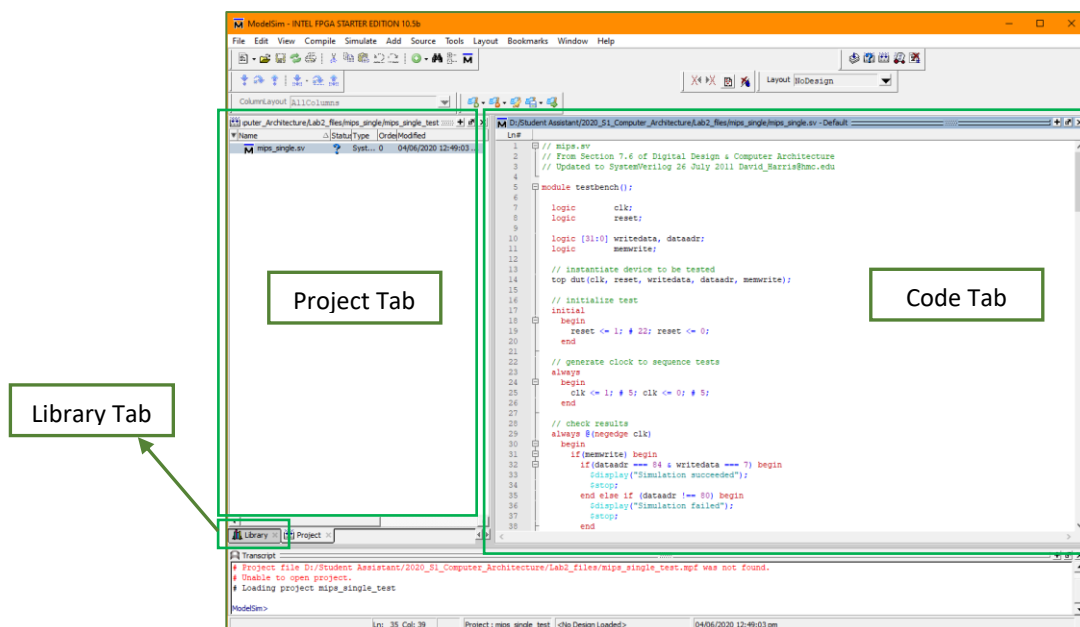 ModelSim - INTEL FPGA STARTER EDITION 10.5b
File Edit View Compile Simulate Add Source Tools Layout Bookmarks Window Help
Layout NoDesign
ColumnLayout AllColumns
puter_Architecture/Lab2_files/mips_single/mips_single_test
Name Status Type Order Modified
mips_single.sv ? Syst... 0 04/06/2020 12:49:03 ...
Project Tab
Library Tab
Library Project
D:/Student Assistant/2020_S1_Computer_Architecture/Lab2_files/mips_single/mips_single.sv - Default
Ln#
1 // mips.sv
2 // From Section 7.6 of Digital Design & Computer Architecture
3 // Updated to SystemVerilog 26 July 2011 David_Harris@hmc.edu
4
5 module testbench();
6
7 logic clk;
8 logic reset;
9
10 logic [31:0] writedata, dataadr;
11 logic memwrite;
12
13 // instantiate device to be tested
14 top dut(clk, reset, writedata, dataadr, memwrite);
15
16 // initialize test
17 initial
18 begin
19 reset <= 1; # 22; reset <= 0;
20 end
21
22 // generate clock to sequence tests
23 always
24 begin
25 clk <= 1; # 5; clk <= 0; # 5;
26 end
27
28 // check results
29 always @(negedge clk)
30 begin
31 if(memwrite) begin
32 if(dataadr === 84 & writedata === 7) begin
33 $display("Simulation succeeded");
34 $stop;
35 end else if (dataadr !== 80) begin
36 $display("Simulation failed");
37 $stop;
38 end
Code Tab
Transcript
# Project file D:/Student Assistant/2020_S1_Computer_Architecture/Lab2_files/mips_single_test.mpf was not found.
# Unable to open project.
# Loading project mips_single_test
ModelSim>
Ln: 35 Col: 39 Project : mips_single_test <No Design Loaded> 04/06/2020 12:49:03 pm